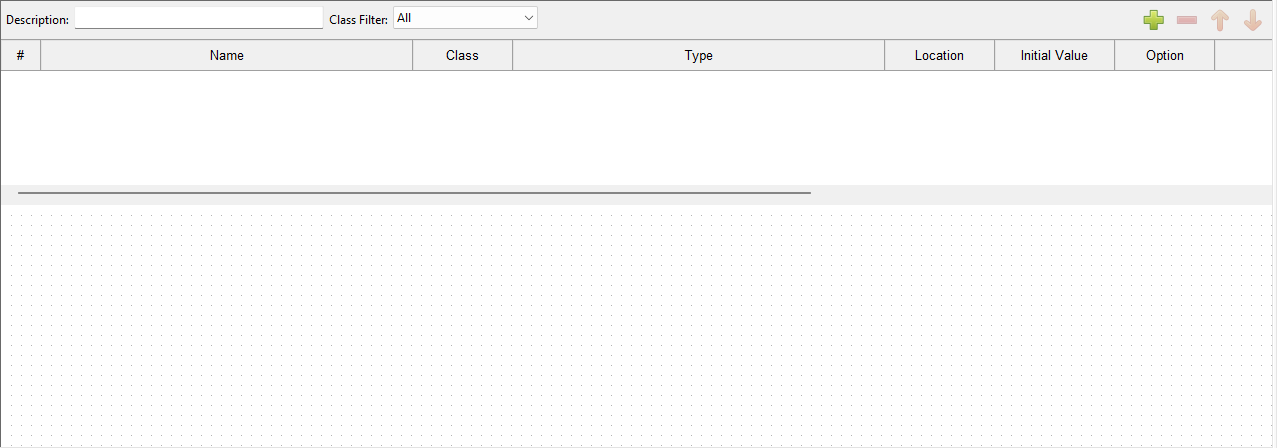 Description: Class Filter: All
# Name Class Type Location Initial Value Option